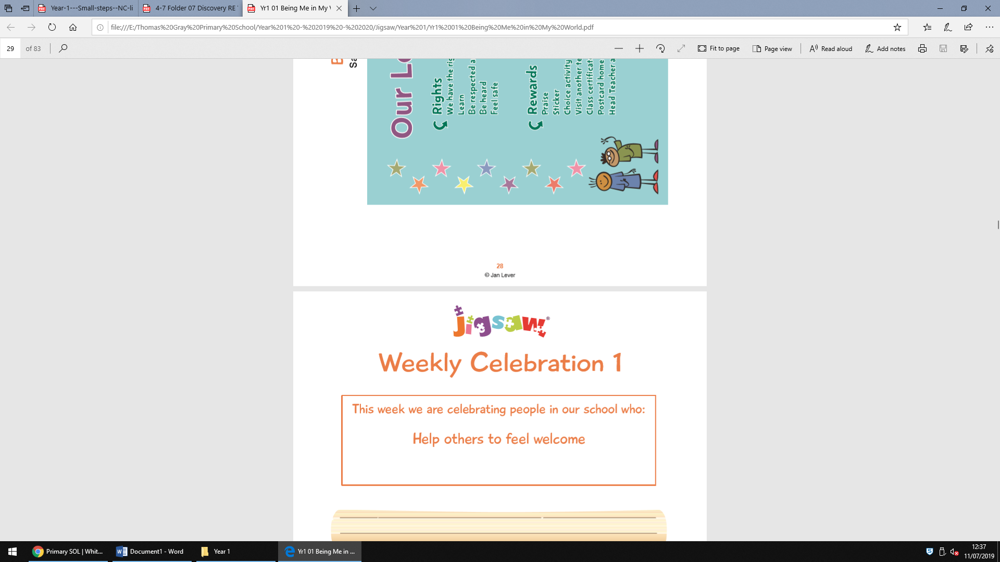 Year-1---Small-steps--NC-li
4-7 Folder 07 Discovery RE
Yr1 01 Being Me in My
file:///E:/Thomas%20Gray%20Primary%20School/Year%201%20-%202019%20-%202020/Jigsaw/Year%201/Yr1%2001%20Being%20Me%20in%20My%20World.pdf
29 of 83
Fit to page
Page view
Read aloud
Add notes
Our
Rights
We have the
Learn
Be respected
Be heard
Feel safe
Rewards
Praise
Sticker
Choice activity
Visit another
Class
Postcard home
Head Teacher
28
© Jan Lever
jigsaw®
Weekly Celebration 1
This week we are celebrating people in our school who:
Help others to feel welcome
Primary SOL | Whit...
Document1 - Word
Year 1
Yr1 01 Being Me in ...
12:37
11/07/2019